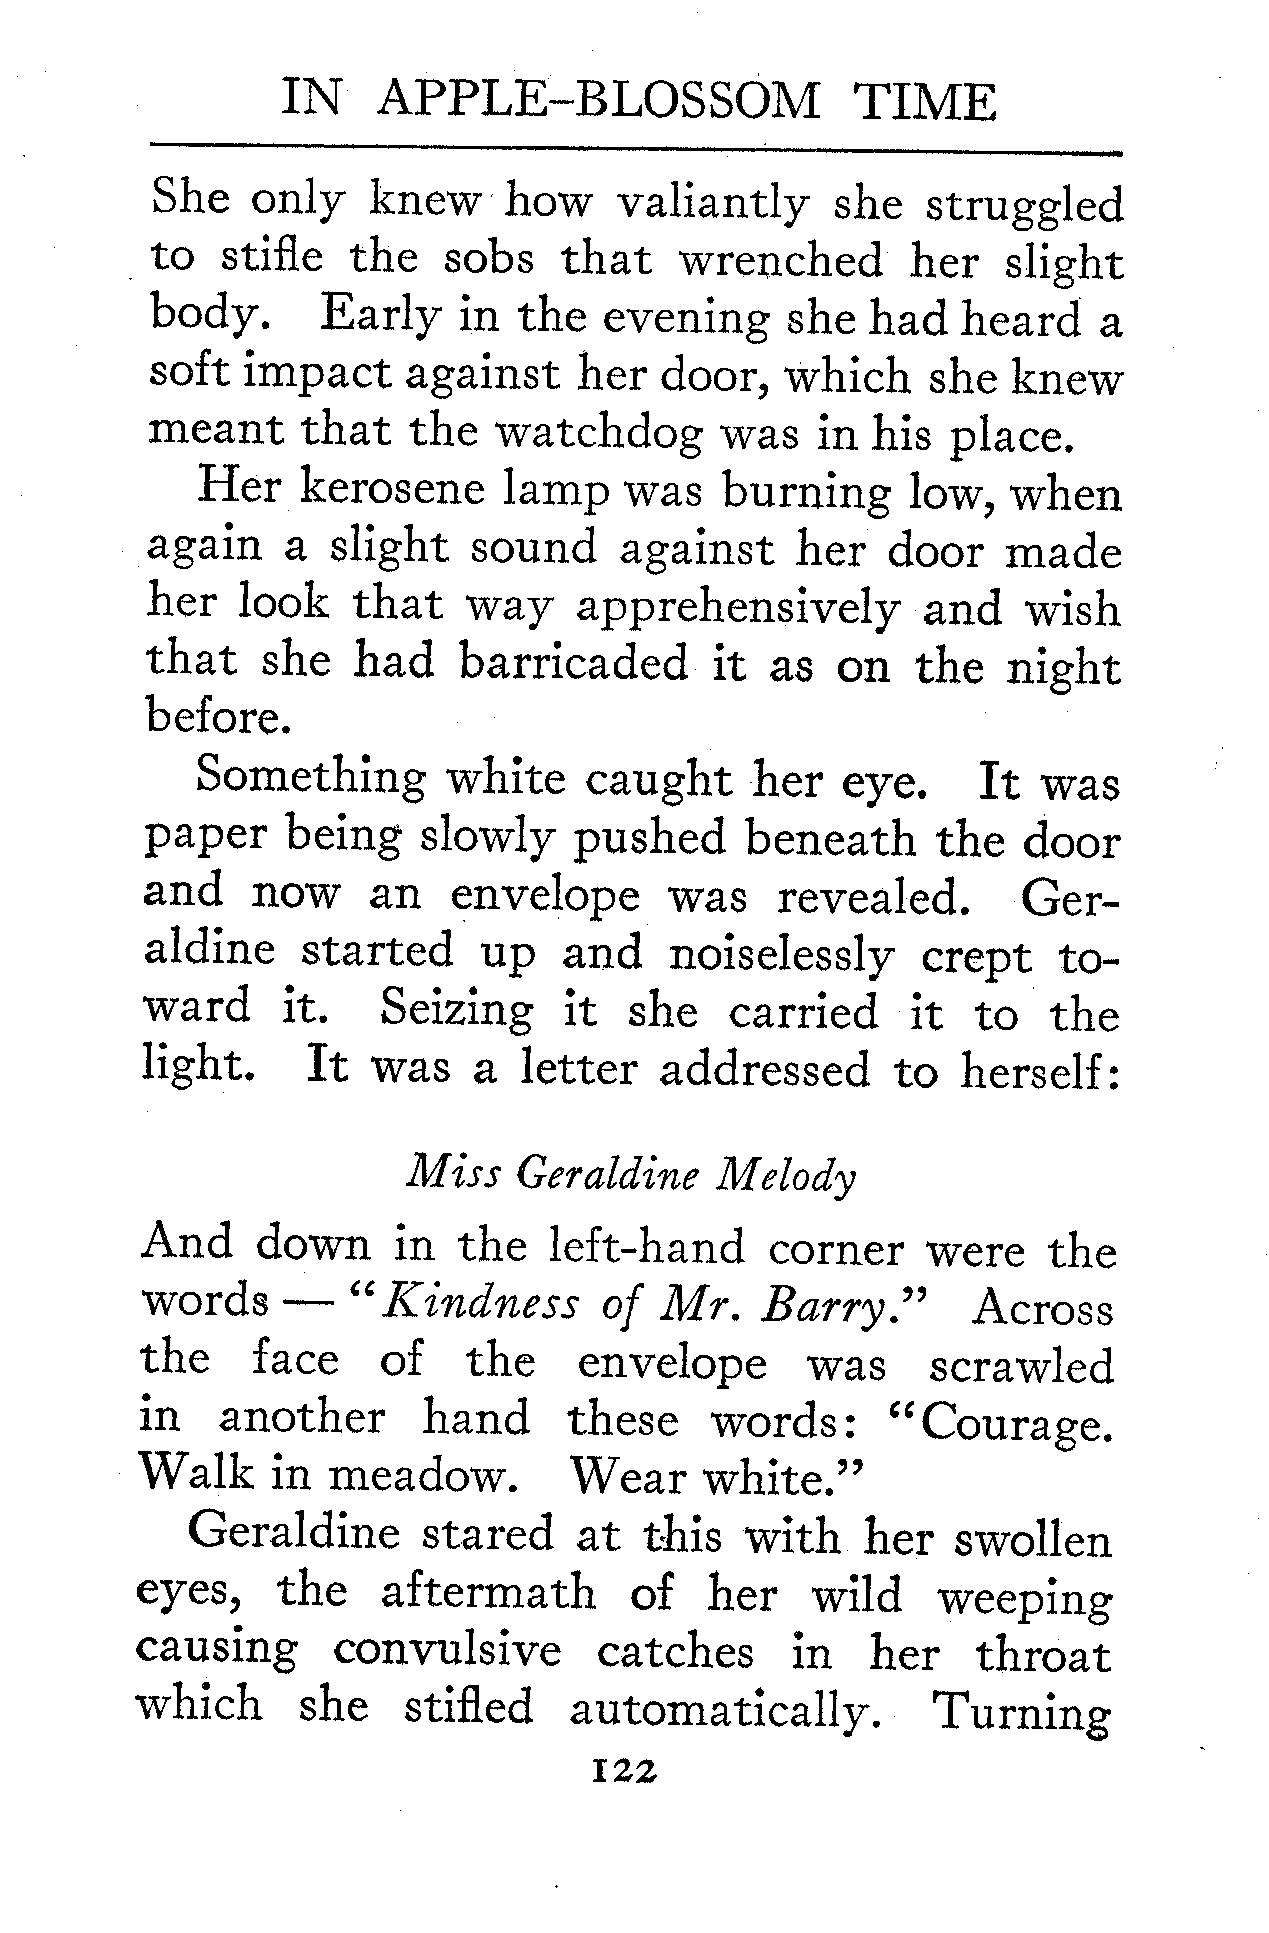 IN APPLE-BLOSSOM TIME
She only knew how valiantly she struggled
to stifle the sobs that wrenched her slight
body. Early in the evening she had heard a
soft impact against her door, which she knew
meant that the watchdog was in his place.
Her kerosene lamp was burning low, when
again a slight sound against her door made
her look that way apprehensively and wish
that she had barricaded it as on the night
before.
Something white caught her eye. It was
paper being slowly pushed beneath the door
and now an envelope was revealed. Ger-
aldine started up and noiselessly crept to-
ward it. Seizing it she carried it to the
light. It was a letter addressed to herself:
Miss Geraldine Melody
And down in the left-hand corner were the
words — "Kindness of Mr. Barry." Across
the face of the envelope was scrawled
in another hand these words: "Courage.
Walk in meadow. Wear white."
Geraldine stared at this with her swollen
eyes, the aftermath of her wild weeping
causing convulsive catches in her throat
which she stifled automatically. Turning
122